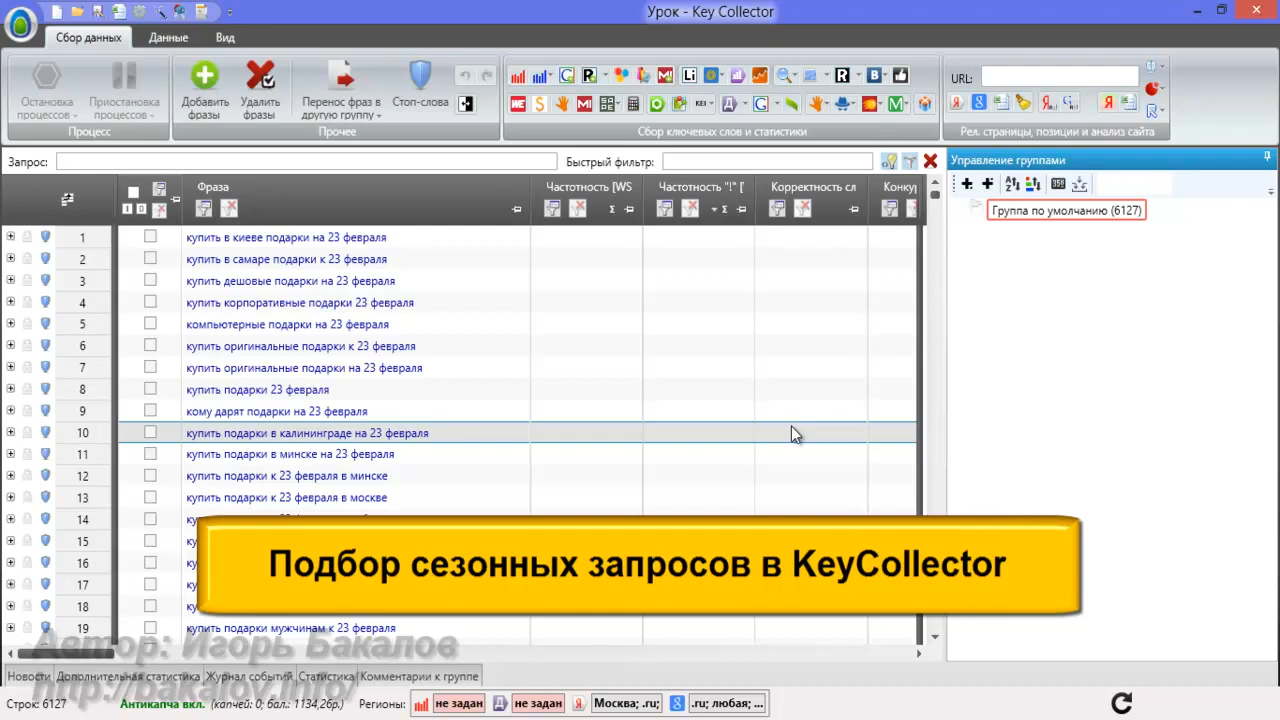 Урок - Key Collector
Сбор данных Данные Вид
Остановка процессов Приостановка процессов Добавить фразы Удалить фразы Перенос фраз в другую группу Стоп-слова URL:
Процесс Прочее Сбор ключевых слов и статистики Рел. страницы, позиции и анализ сайта
Запрос: Быстрый фильтр: Управление группами
Фраза Частотность [WS Частотность "!" [' Корректность сл Конку
Группа по умолчанию (6127)
1 купить в киеве подарки на 23 февраля
2 купить в самаре подарки к 23 февраля
3 купить дешовые подарки на 23 февраля
4 купить корпоративные подарки 23 февраля
5 компьютерные подарки на 23 февраля
6 купить оригинальные подарки к 23 февраля
7 купить оригинальные подарки на 23 февраля
8 купить подарки 23 февраля
9 кому дарят подарки на 23 февраля
10 купить подарки в калининграде на 23 февраля
11 купить подарки в минске на 23 февраля
12 купить подарки к 23 февраля в минске
13 купить подарки к 23 февраля в москве
14
15
16
17
18
Подбор сезонных запросов в KeyCollector
19 купить подарки мужчинам к 23 февраля
Автор: Игорь Бакалов
Новости Дополнительная статистика Журнал событий Статистика Комментарии к группе
http://bakalov.info/
Строк: 6127 Антикапча вкл. (капчей: 0; бал.: 1134,26р.) Регионы: не задан не задан Москва; .ru; .ru; любая; ...